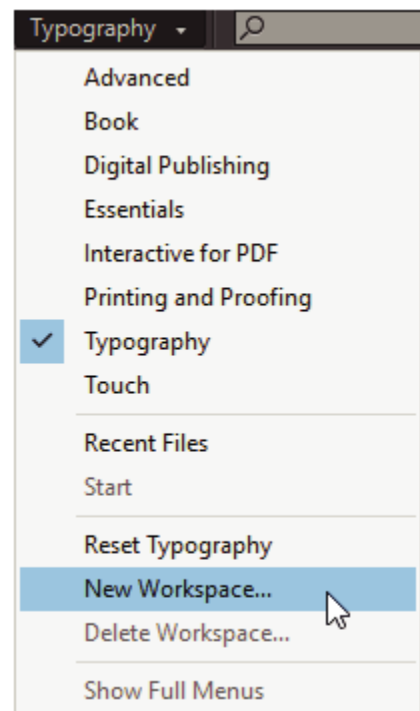 Typography
Advanced
Book
Digital Publishing
Essentials
Interactive for PDF
Printing and Proofing
Typography
Touch
Recent Files
Start
Reset Typography
New Workspace...
Delete Workspace...
Show Full Menus